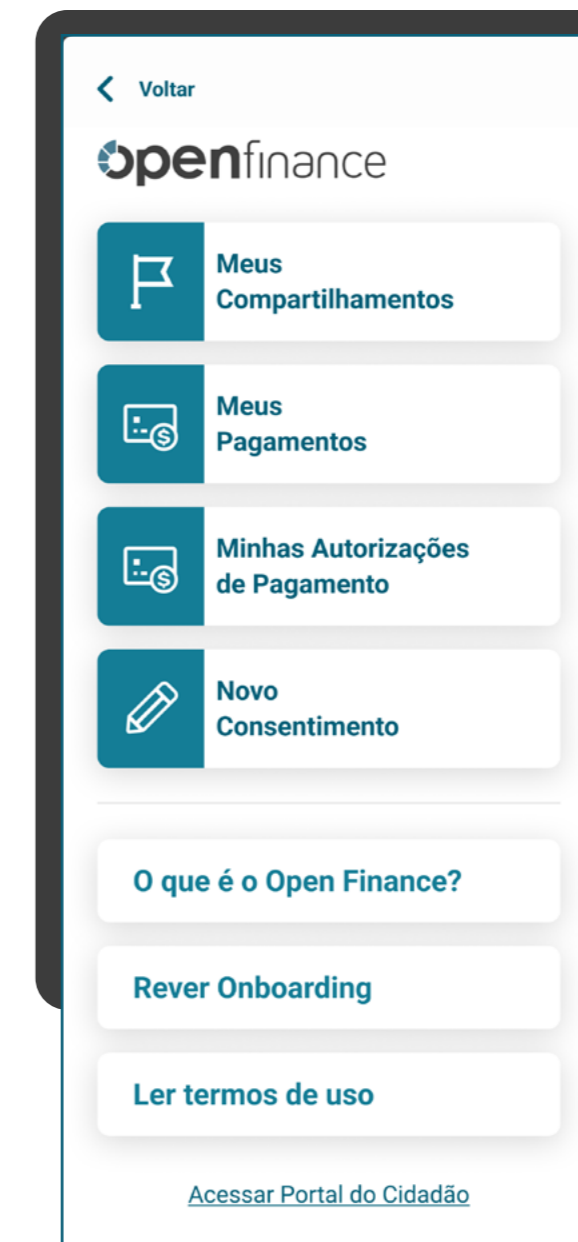 Voltar
openfinance
Meus
Compartilhamentos
Meus
Pagamentos
Minhas Autorizações
de Pagamento
Novo
Consentimento
O que é o Open Finance?
Rever Onboarding
Ler termos de uso
Acessar Portal do Cidadão